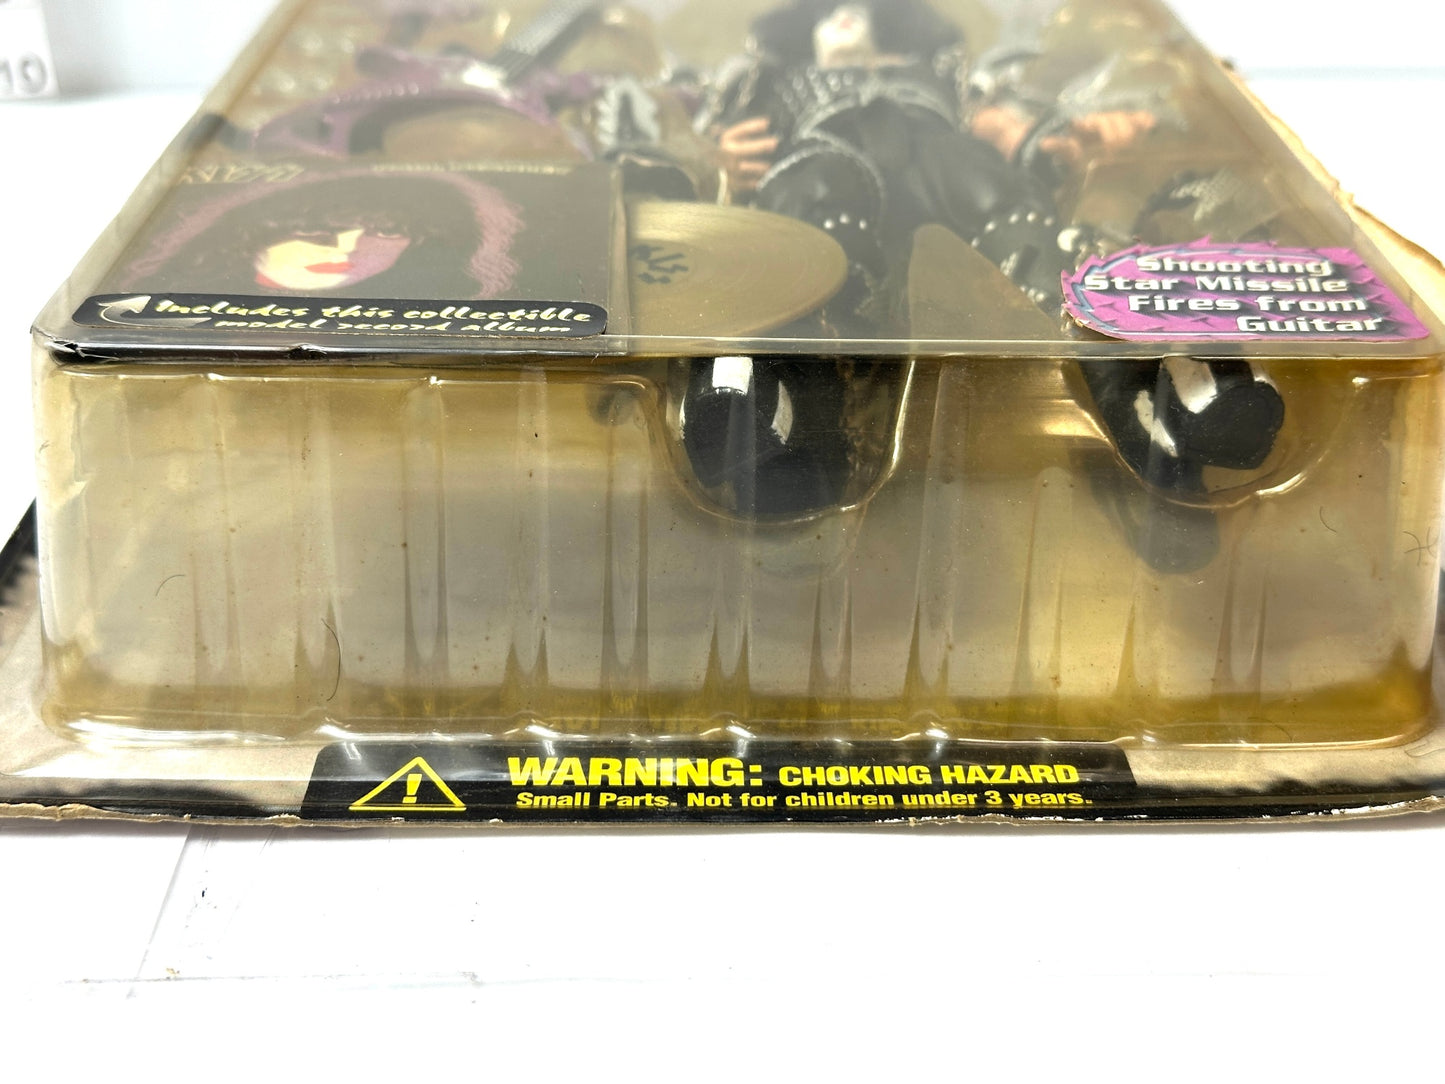 10
includes this collectible
model record album
Shooting
Star Missile
Fires from
Guitar
WARNING: CHOKING HAZARD
Small Parts. Not for children under 3 years.